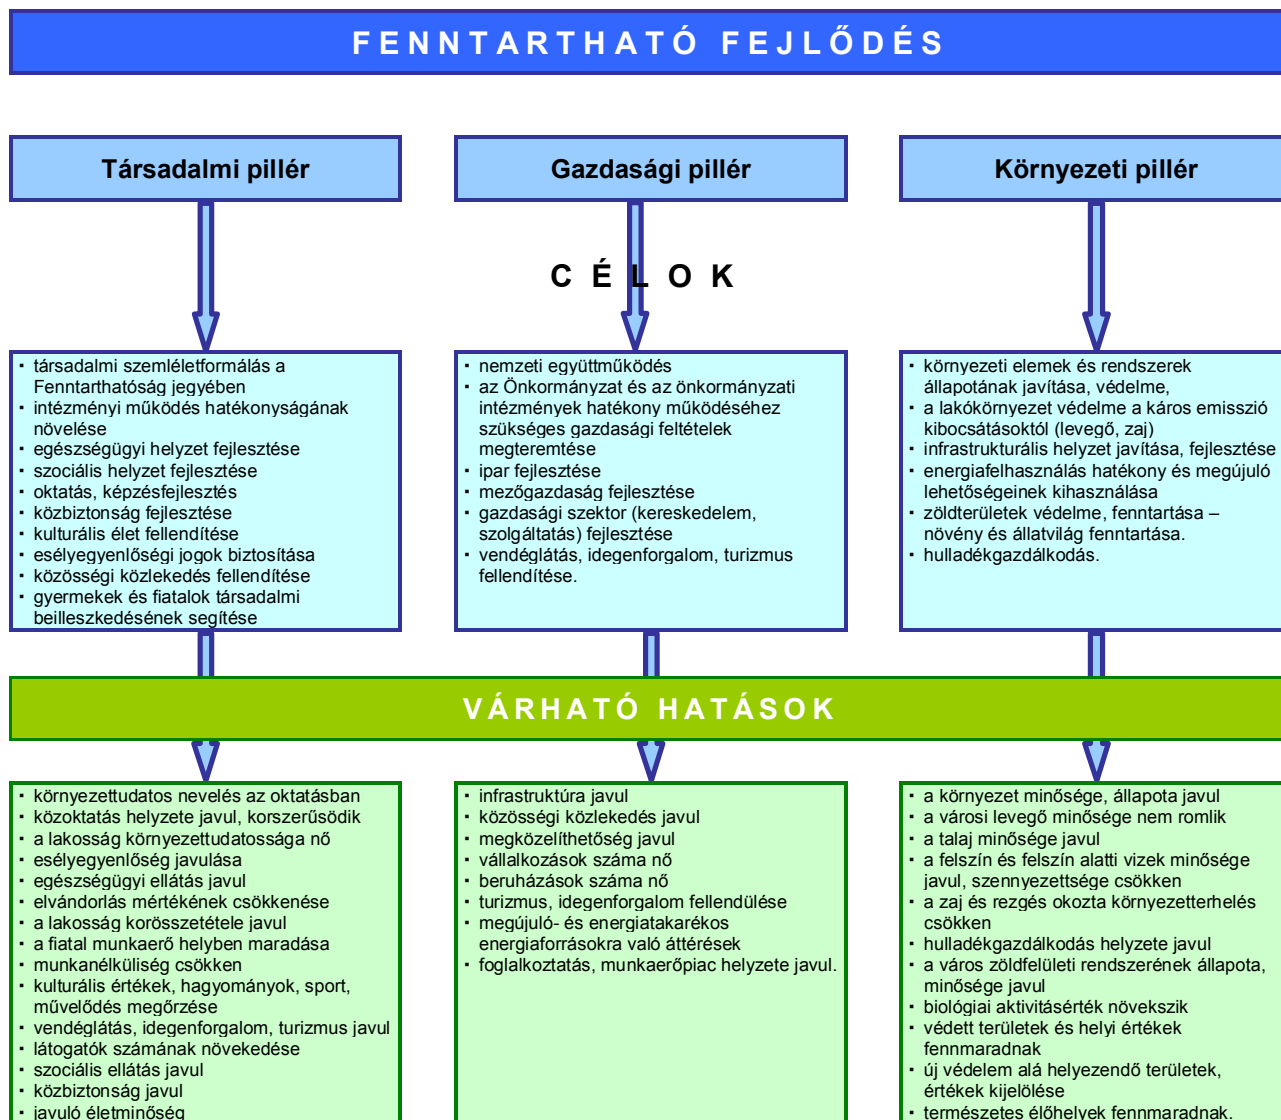 FENNTARTHATÓ FEJLŐDÉS
Társadalmi pillér
Gazdasági pillér
Környezeti pillér
CÉLOK
▪ társadalmi szemléletformálás a
Fenntarthatóság jegyében
▪ intézményi működés hatékonyságának
növelése
▪ egészségügyi helyzet fejlesztése
▪ szociális helyzet fejlesztése
▪ oktatás, képzésfejlesztés
▪ közbiztonság fejlesztése
▪ kulturális élet fellendítése
▪ esélyegyenlőségi jogok biztosítása
▪ közösségi közlekedés fellendítése
▪ gyermekek és fiatalok társadalmi
beilleszkedésének segítése
▪ nemzeti együttműködés
▪ az Önkormányzat és az önkormányzati
intézmények hatékony működéséhez
szükséges gazdasági feltételek
megteremtése
▪ ipar fejlesztése
▪ mezőgazdaság fejlesztése
▪ gazdasági szektor (kereskedelem,
szolgáltatás) fejlesztése
▪ vendéglátás, idegenforgalom, turizmus
fellendítése.
▪ környezeti elemek és rendszerek
állapotának javítása, védelme,
▪ a lakókörnyezet védelme a káros emisszió
kibocsátásoktól (levegő, zaj)
▪ infrastrukturális helyzet javítása, fejlesztése
▪ energiafelhasználás hatékony és megújuló
lehetőségeinek kihasználása
▪ zöldterületek védelme, fenntartása –
növény és állatvilág fenntartása.
▪ hulladékgazdálkodás.
VÁRHATÓ HATÁSOK
▪ környezettudatos nevelés az oktatásban
▪ közoktatás helyzete javul, korszerűsödik
▪ a lakosság környezettudatossága nő
▪ esélyegyenlőség javulása
▪ egészségügyi ellátás javul
▪ elvándorlás mértékének csökkenése
▪ a lakosság korösszetétele javul
▪ a fiatal munkaerő helyben maradása
▪ munkanélküliség csökken
▪ kulturális értékek, hagyományok, sport,
művelődés megőrzése
▪ vendéglátás, idegenforgalom, turizmus javul
▪ látogatók számának növekedése
▪ szociális ellátás javul
▪ közbiztonság javul
▪ javuló életminőség
▪ infrastruktúra javul
▪ közösségi közlekedés javul
▪ megközelíthetőség javul
▪ vállalkozások száma nő
▪ beruházások száma nő
▪ turizmus, idegenforgalom fellendülése
▪ megújuló- és energiatakarékos
energiaforrásokra való áttérések
▪ foglalkoztatás, munkaerőpiac helyzete javul.
▪ a környezet minősége, állapota javul
▪ a városi levegő minősége nem romlik
▪ a talaj minősége javul
▪ a felszín és felszín alatti vizek minősége
javul, szennyezettsége csökken
▪ a zaj és rezgés okozta környezetterhelés
csökken
▪ hulladékgazdálkodás helyzete javul
▪ a város zöldfelületi rendszerének állapota,
minősége javul
▪ biológiai aktivitásérték növekszik
▪ védett területek és helyi értékek
fennmaradnak
▪ új védelem alá helyezendő területek,
értékek kijelölése
▪ természetes élőhelyek fennmaradnak.